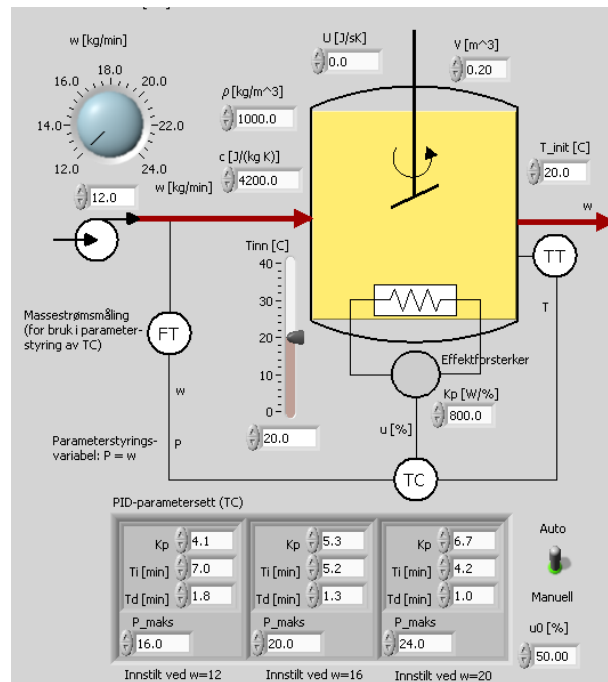 w [kg/min]
18.0
16.0
20.0
14.0
22.0
12.0
24.0
12.0
w [kg/min]
U [J/sK]
0.0
V [m^3]
0.20
ρ [kg/m^3]
1000.0
c [J/(kg K)]
4200.0
T_init [C]
20.0
w
Tinn [C]
40
30
20
10
0
20.0
TT
T
Massestrømsmåling
(for bruk i parameter-
styring av TC)
FT
w
P
Parameterstyrings-
variabel: P = w
Effektforsterker
Kp [W/%]
800.0
u [%]
TC
PID-parametersett (TC)
Kp 4.1
Ti [min] 7.0
Td [min] 1.8
P_maks
16.0
Innstilt ved w=12
Kp 5.3
Ti [min] 5.2
Td [min] 1.3
P_maks
20.0
Innstilt ved w=16
Kp 6.7
Ti [min] 4.2
Td [min] 1.0
P_maks
24.0
Innstilt ved w=20
Auto
Manuell
u0 [%]
50.00